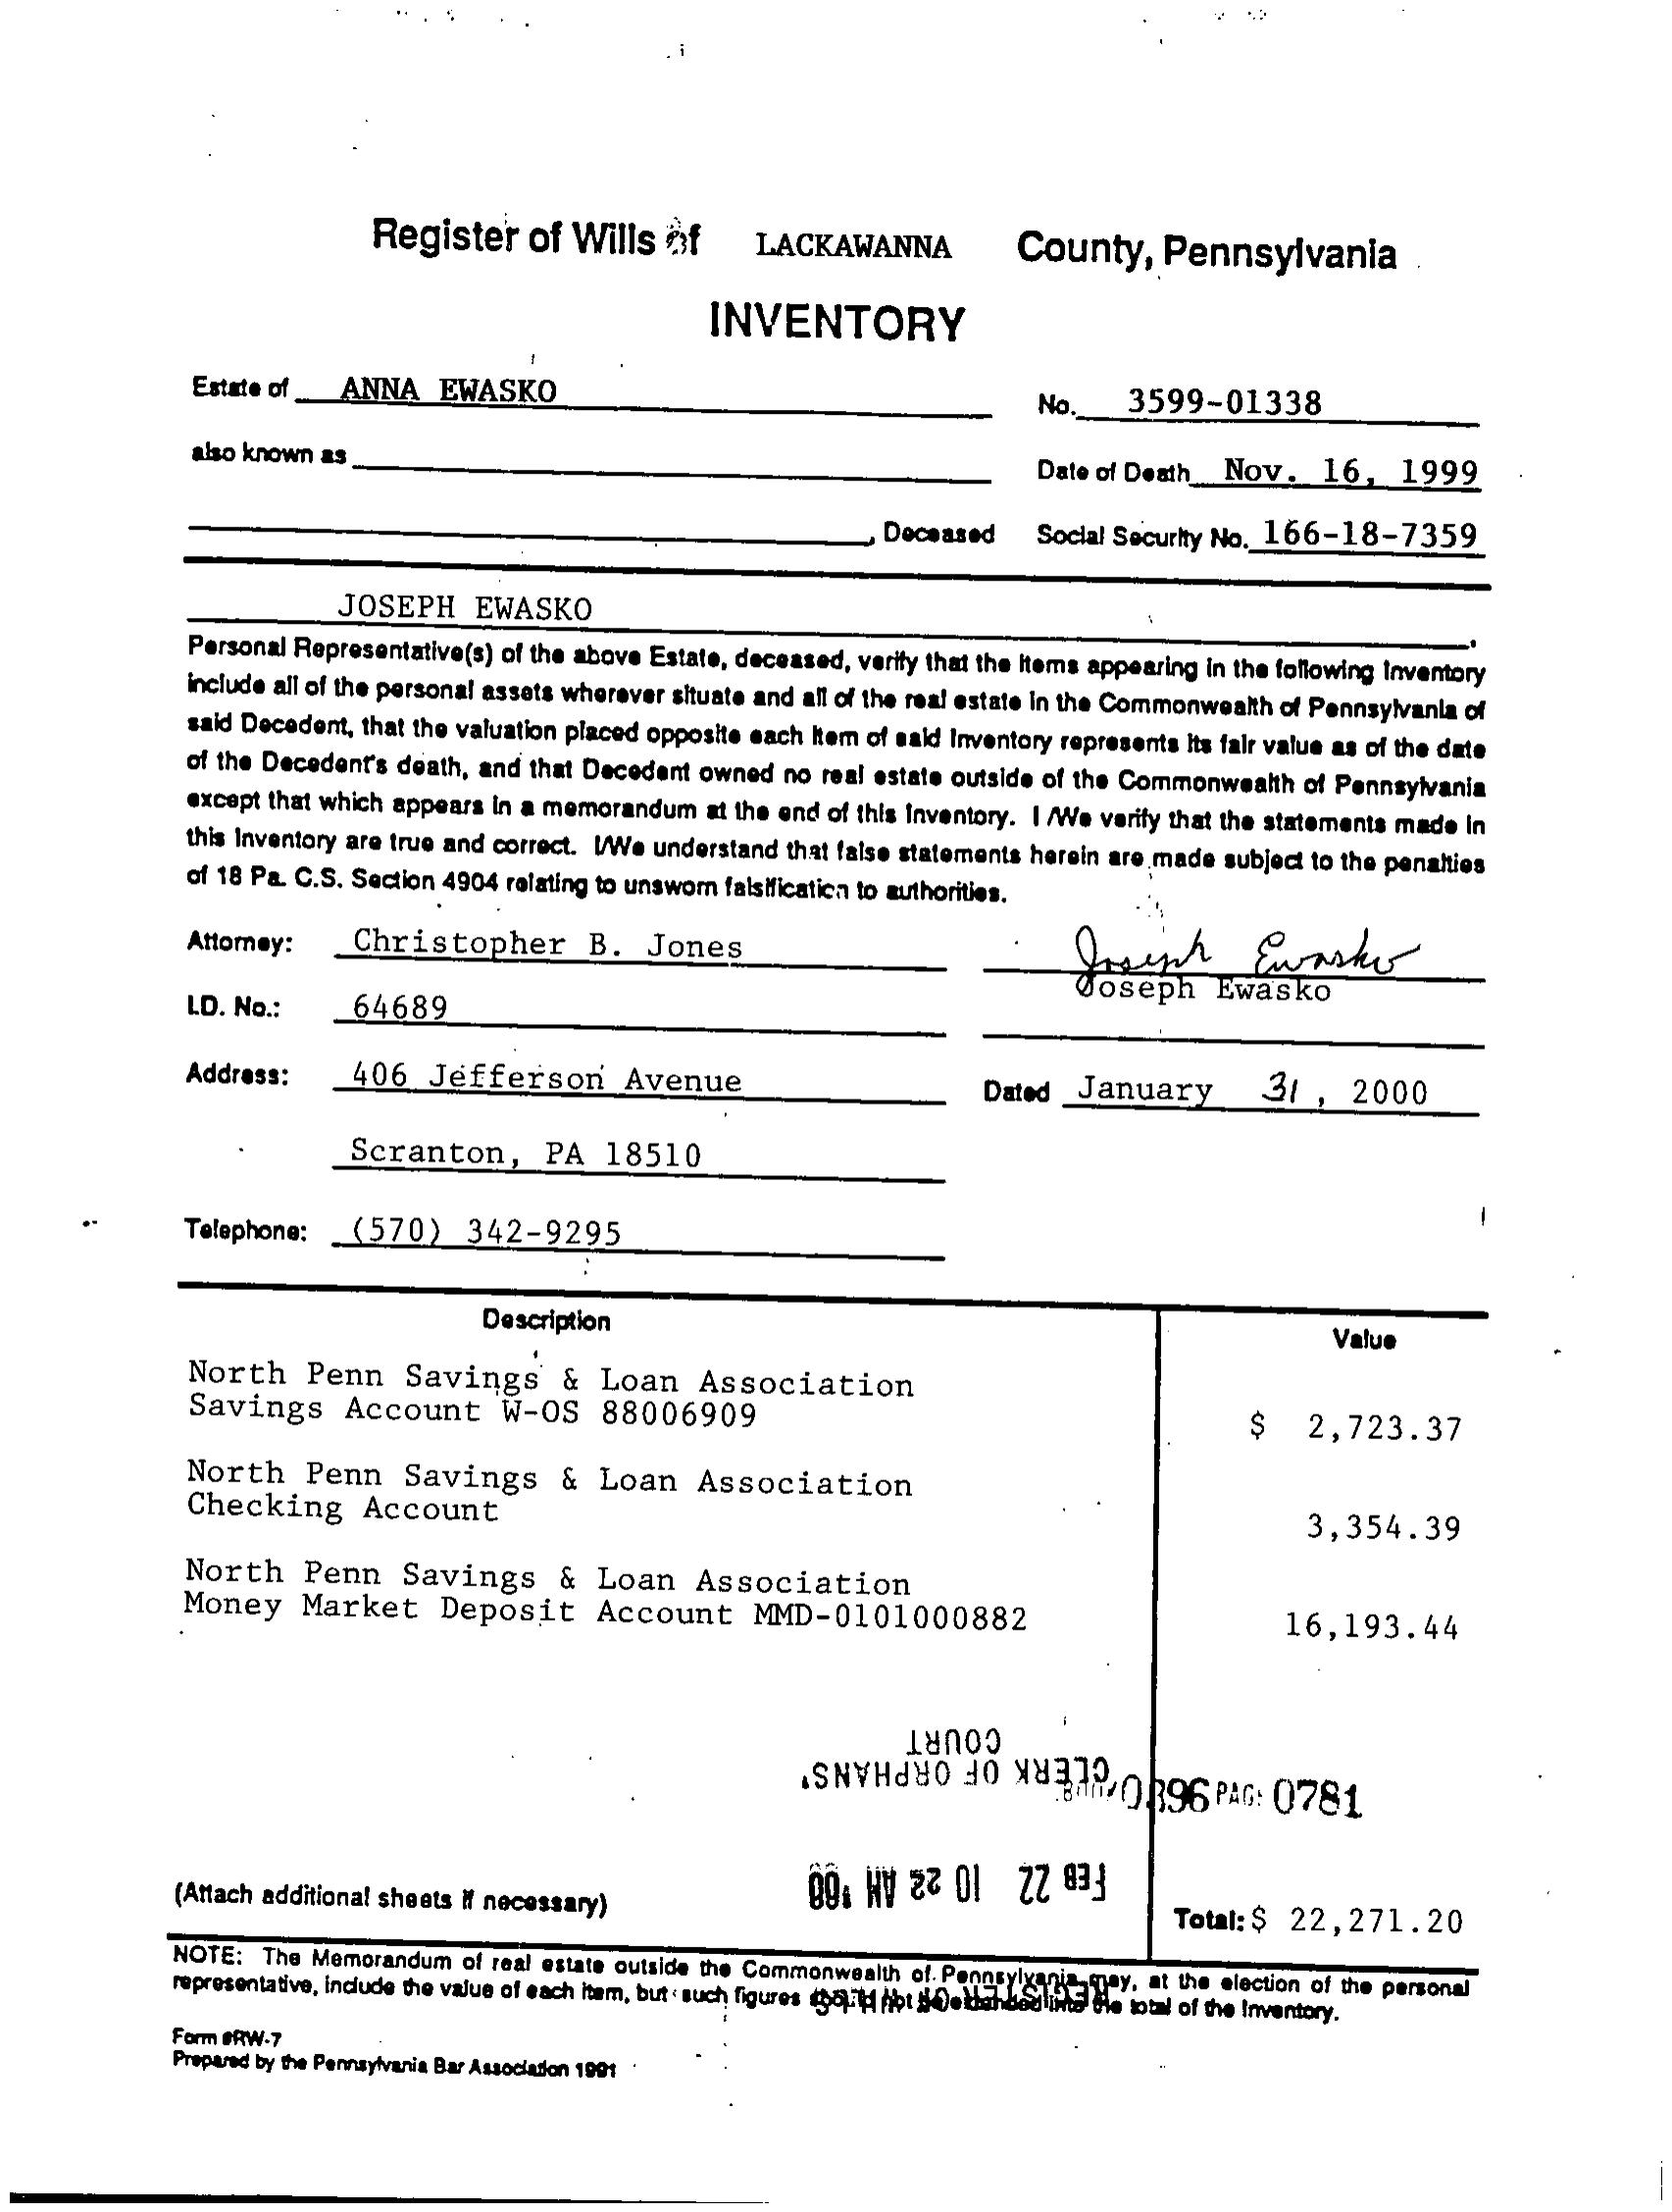 Register of Wills of LACKAWANNA County, Pennsylvania
INVENTORY
Estate of ANNA EWASKO
No. 3599-01338
also known as
Date of Death Nov. 16, 1999
, Deceased Social Security No. 166-18-7359
JOSEPH EWASKO ,
Personal Representative(s) of the above Estate, deceased, verify that the items appearing in the following Inventory
include all of the personal assets wherever situate and all of the real estate in the Commonwealth of Pennsylvania of
said Decedent, that the valuation placed opposite each item of said Inventory represents its fair value as of the date
of the Decedent's death, and that Decedent owned no real estate outside of the Commonwealth of Pennsylvania
except that which appears in a memorandum at the end of this Inventory. I /We verify that the statements made in
this Inventory are true and correct. I/We understand that false statements herein are made subject to the penalties
of 18 Pa. C.S. Section 4904 relating to unsworn falsification to authorities.
Attorney: Christopher B. Jones
Joseph Ewasko
Joseph Ewasko
I.D. No.: 64689
Address: 406 Jefferson Avenue
Dated January 31, 2000
Scranton, PA 18510
Telephone: (570) 342-9295
Description
Value
North Penn Savings & Loan Association
Savings Account W-OS 88006909
$ 2,723.37
North Penn Savings & Loan Association
Checking Account
3,354.39
North Penn Savings & Loan Association
Money Market Deposit Account MMD-0101000882
16,193.44
CLERK OF ORPHANS'
COURT
0896 PAGE 0781
FEB 22 10 22 AM '00
(Attach additional sheets if necessary)
Total: $ 22,271.20
NOTE: The Memorandum of real estate outside the Commonwealth of Pennsylvania may, at the election of the personal
representative, include the value of each item, but such figures should not be extended into the total of the Inventory.
REGISTER OF
Form #RW-7
Prepared by the Pennsylvania Bar Association 1991